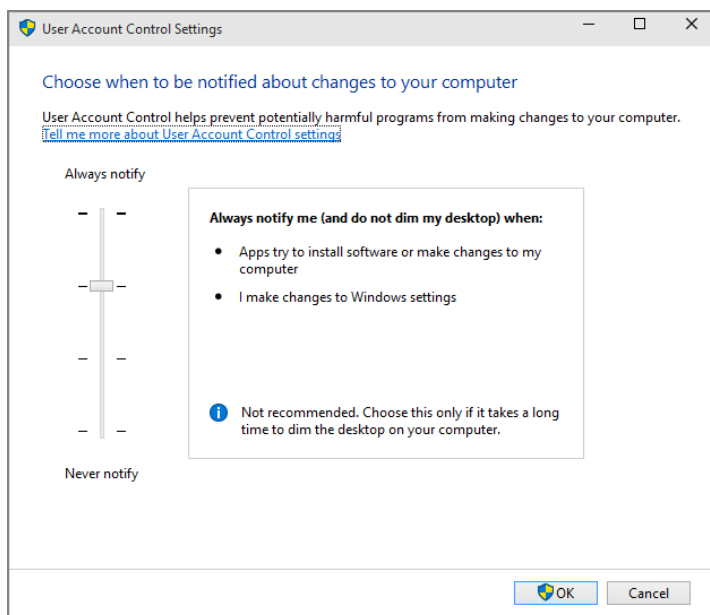 User Account Control Settings
Choose when to be notified about changes to your computer
User Account Control helps prevent potentially harmful programs from making changes to your computer.
Tell me more about User Account Control settings
Always notify
Always notify me (and do not dim my desktop) when:
• Apps try to install software or make changes to my
computer
• I make changes to Windows settings
Not recommended. Choose this only if it takes a long
time to dim the desktop on your computer.
Never notify
OK
Cancel